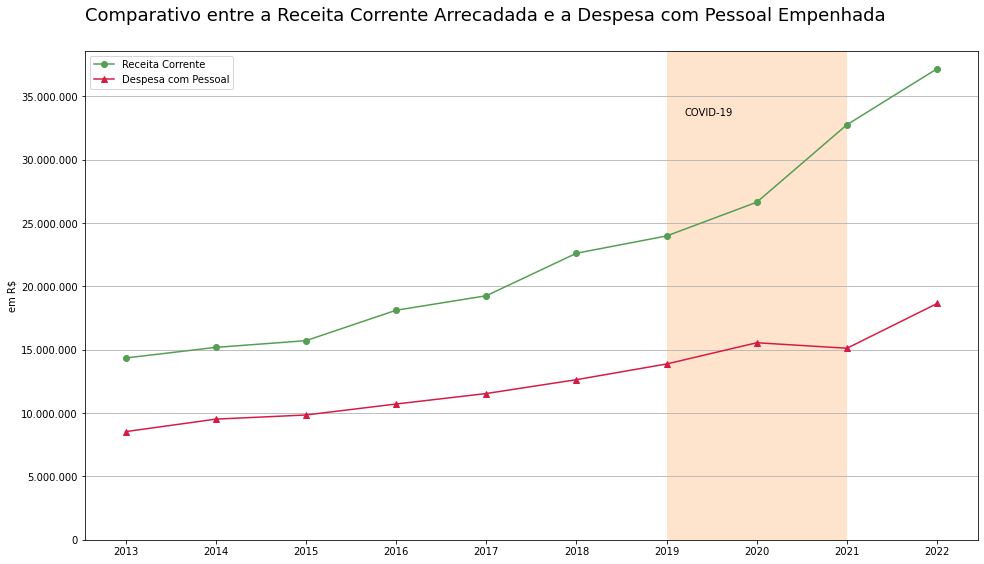 Comparativo entre a Receita Corrente Arrecadada e a Despesa com Pessoal Empenhada
Receita Corrente
Despesa com Pessoal
COVID-19
em R$
35.000.000
30.000.000
25.000.000
20.000.000
15.000.000
10.000.000
5.000.000
0
2013 2014 2015 2016 2017 2018 2019 2020 2021 2022